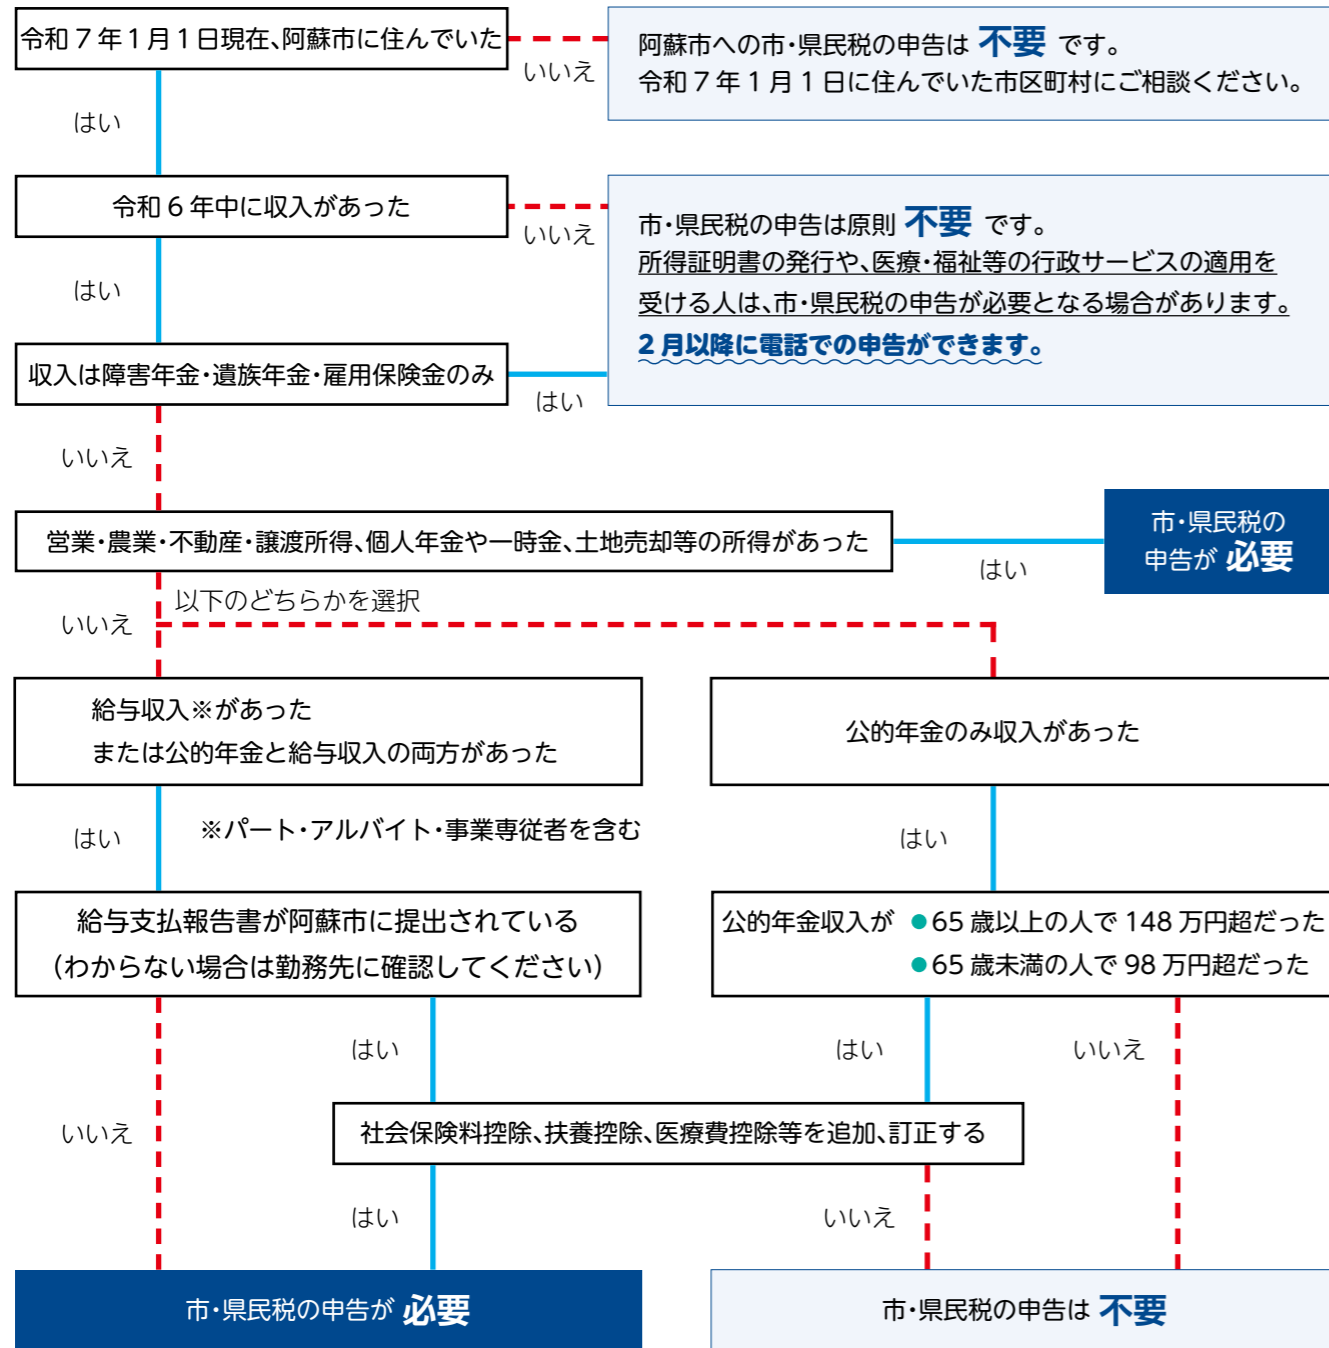 令和7年1月1日現在、阿蘇市に住んでいた
いいえ
阿蘇市への市・県民税の申告は 不要 です。
令和7年1月1日に住んでいた市区町村にご相談ください。
はい
令和6年中に収入があった
いいえ
市・県民税の申告は原則 不要 です。
所得証明書の発行や、医療・福祉等の行政サービスの適用を
受ける人は、市・県民税の申告が必要となる場合があります。
2月以降に電話での申告ができます。
はい
収入は障害年金・遺族年金・雇用保険金のみ
はい
いいえ
営業・農業・不動産・譲渡所得、個人年金や一時金、土地売却等の所得があった
はい
市・県民税の
申告が 必要
いいえ
以下のどちらかを選択
給与収入※があった
または公的年金と給与収入の両方があった
公的年金のみ収入があった
はい
※パート・アルバイト・事業専従者を含む
はい
給与支払報告書が阿蘇市に提出されている
（わからない場合は勤務先に確認してください）
公的年金収入が ●65歳以上の人で148万円超だった
●65歳未満の人で98万円超だった
はい
はい
いいえ
いいえ
社会保険料控除、扶養控除、医療費控除等を追加、訂正する
はい
いいえ
市・県民税の申告が 必要
市・県民税の申告は 不要